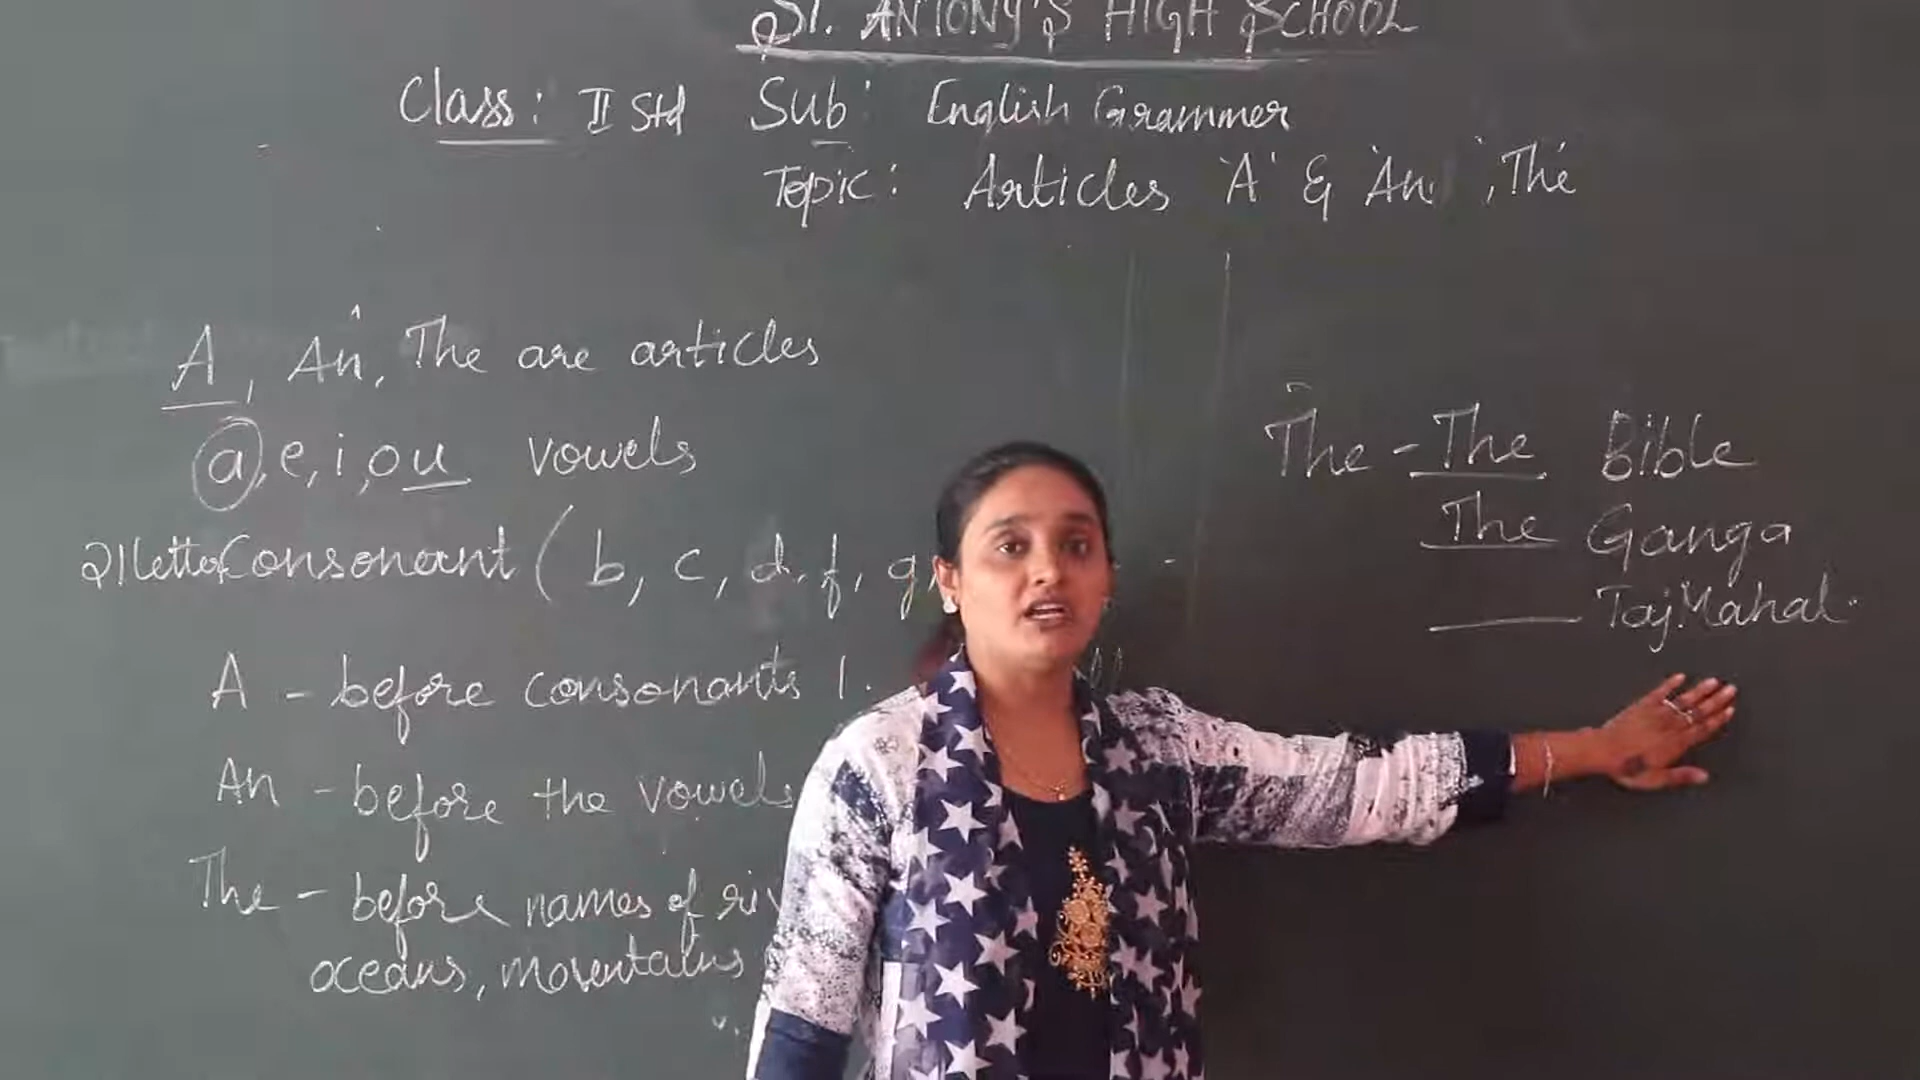 ST. ANTONY'S HIGH SCHOOL
Class: II Std Sub: English Grammer
Topic: Articles 'A' & 'An', 'The'
A, An, The are articles
a, e, i, o u vowels
21 letters Consonant ( b, c, d, f, g,
A - before consonants 1.
An - before the vowels
The - before names of
oceans, mountains
The - The Bible
The Ganga
Taj Mahal.